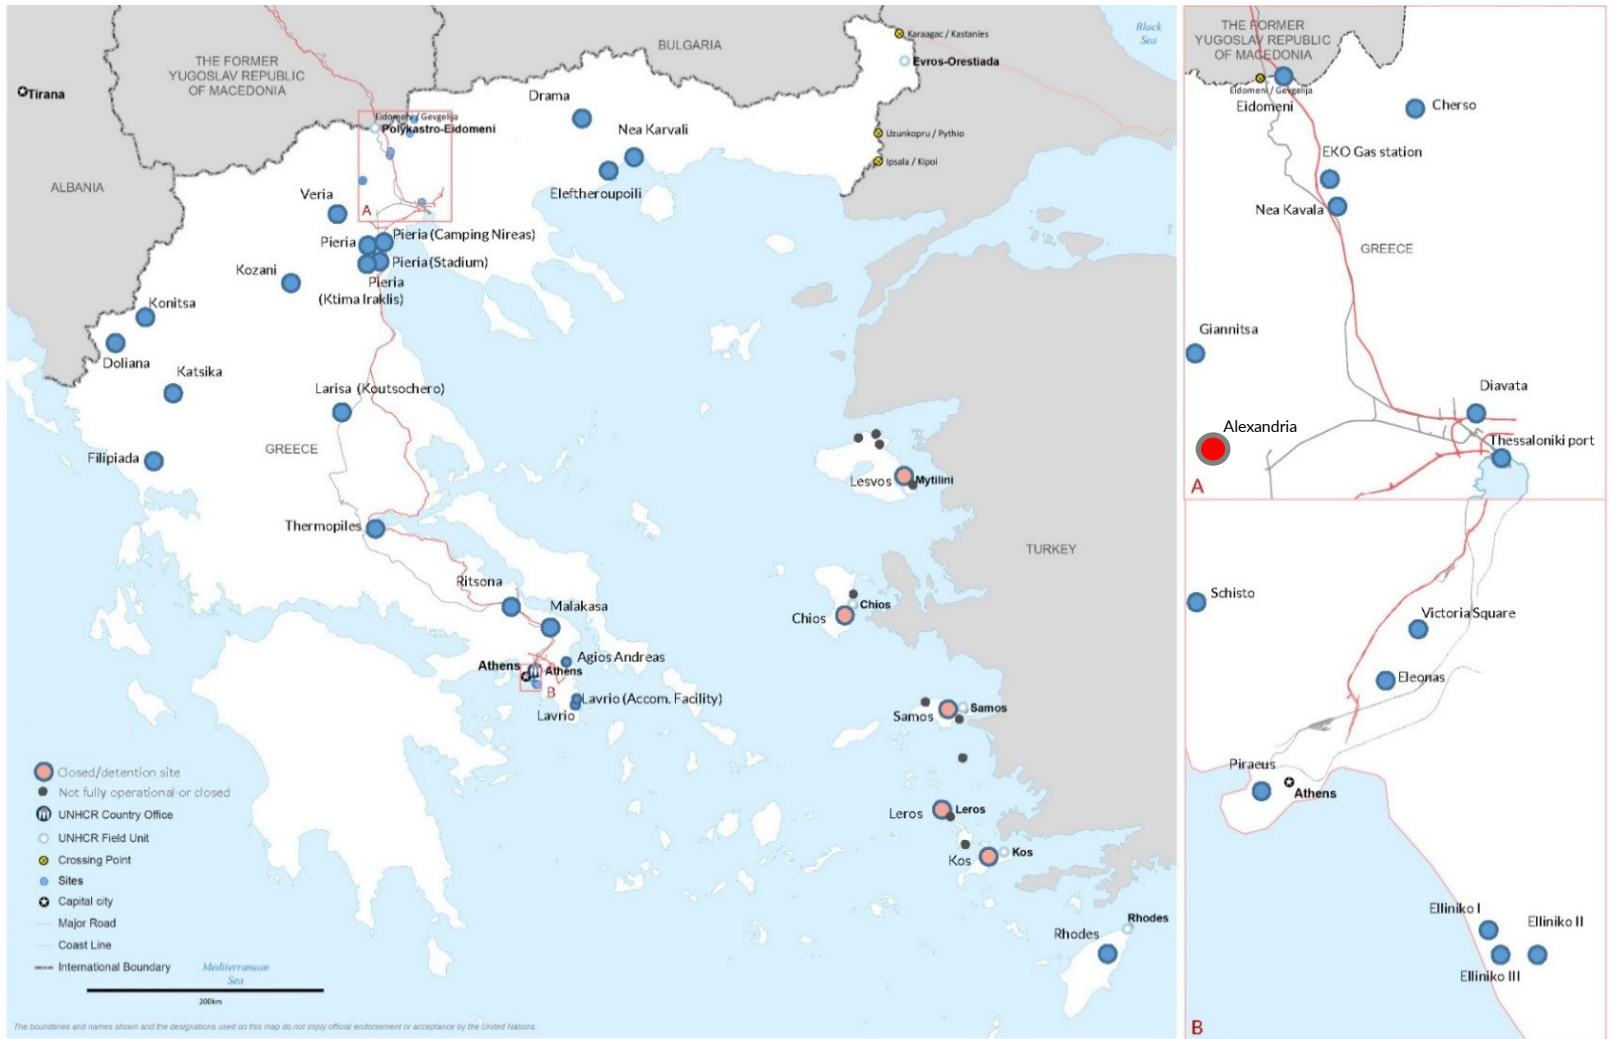 Black
Sea
BULGARIA
THE FORMER
YUGOSLAV REPUBLIC
OF MACEDONIA
Tirana
ALBANIA
Karaagac / Kastanies
Evros-Orestiada
Uzunkopru / Pythio
Ipsala / Kipoi
Drama
Nea Karvali
Eleftheroupoili
Eidomeni / Gevgelija
Polykastro-Eidomeni
A
Veria
Pieria
Pieria (Camping Nireas)
Pieria (Stadium)
Pieria
(Ktima Iraklis)
Kozani
Konitsa
Doliana
Katsika
Larisa (Koutsochero)
GREECE
Filipiada
Thermopiles
Ritsona
Malakasa
Agios Andreas
Athens
Athens
B
Lavrio (Accom. Facility)
Lavrio
Lesvos
Mytilini
TURKEY
Chios
Chios
Samos
Samos
Leros
Leros
Kos
Kos
Rhodes
Rhodes
Closed/detention site
Not fully operational or closed
UNHCR Country Office
UNHCR Field Unit
Crossing Point
Sites
Capital city
Major Road
Coast Line
International Boundary
Mediterranean
Sea
200km
The boundaries and names shown and the designations used on this map do not imply official endorsement or acceptance by the United Nations.
THE FORMER
YUGOSLAV REPUBLIC
OF MACEDONIA
Eidomeni / Gevgelija
Eidomeni
Cherso
EKO Gas station
Nea Kavala
GREECE
Giannitsa
Diavata
Alexandria
Thessaloniki port
A
Schisto
Victoria Square
Eleonas
Piraeus
Athens
Elliniko I
Elliniko II
Elliniko III
B